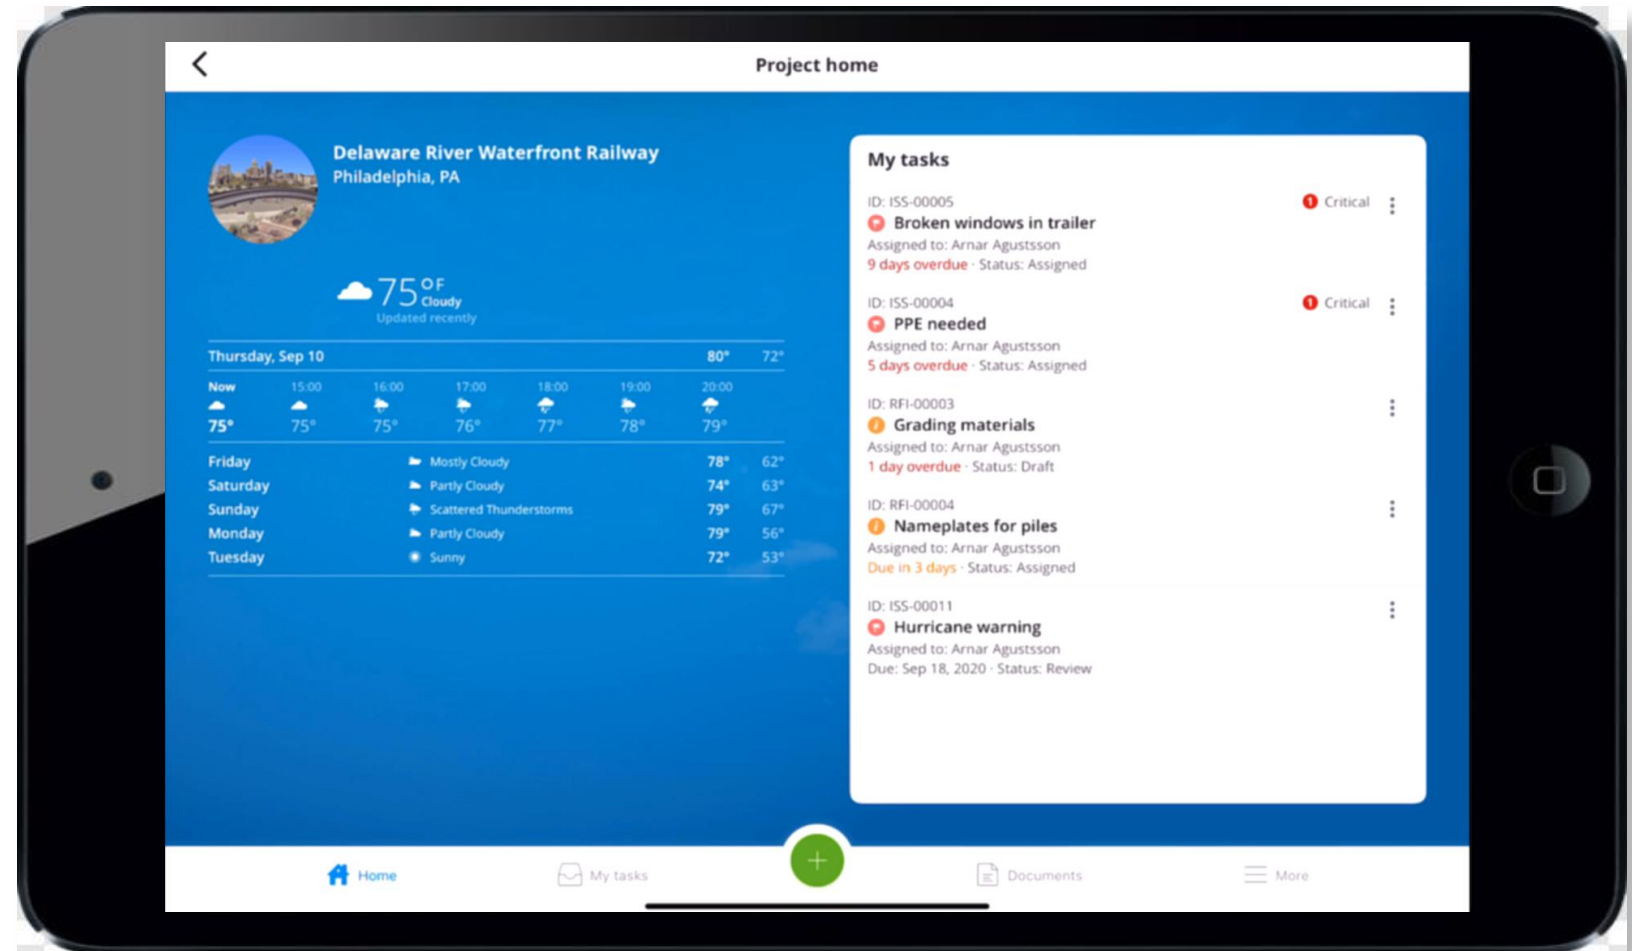 Project home
Delaware River Waterfront Railway
Philadelphia, PA
75°F
Cloudy
Updated recently
Thursday, Sep 10 80° 72°
Now 15:00 16:00 17:00 18:00 19:00 20:00
75° 75° 75° 76° 77° 78° 79°
Friday Mostly Cloudy 78° 62°
Saturday Partly Cloudy 74° 63°
Sunday Scattered Thunderstorms 79° 67°
Monday Partly Cloudy 79° 56°
Tuesday Sunny 72° 53°
My tasks
ID: ISS-00005 1 Critical
Broken windows in trailer
Assigned to: Arnar Agustsson
9 days overdue · Status: Assigned
ID: ISS-00004 1 Critical
PPE needed
Assigned to: Arnar Agustsson
5 days overdue · Status: Assigned
ID: RFI-00003
Grading materials
Assigned to: Arnar Agustsson
1 day overdue · Status: Draft
ID: RFI-00004
Nameplates for piles
Assigned to: Arnar Agustsson
Due in 3 days · Status: Assigned
ID: ISS-00011
Hurricane warning
Assigned to: Arnar Agustsson
Due: Sep 18, 2020 · Status: Review
Home My tasks + Documents More